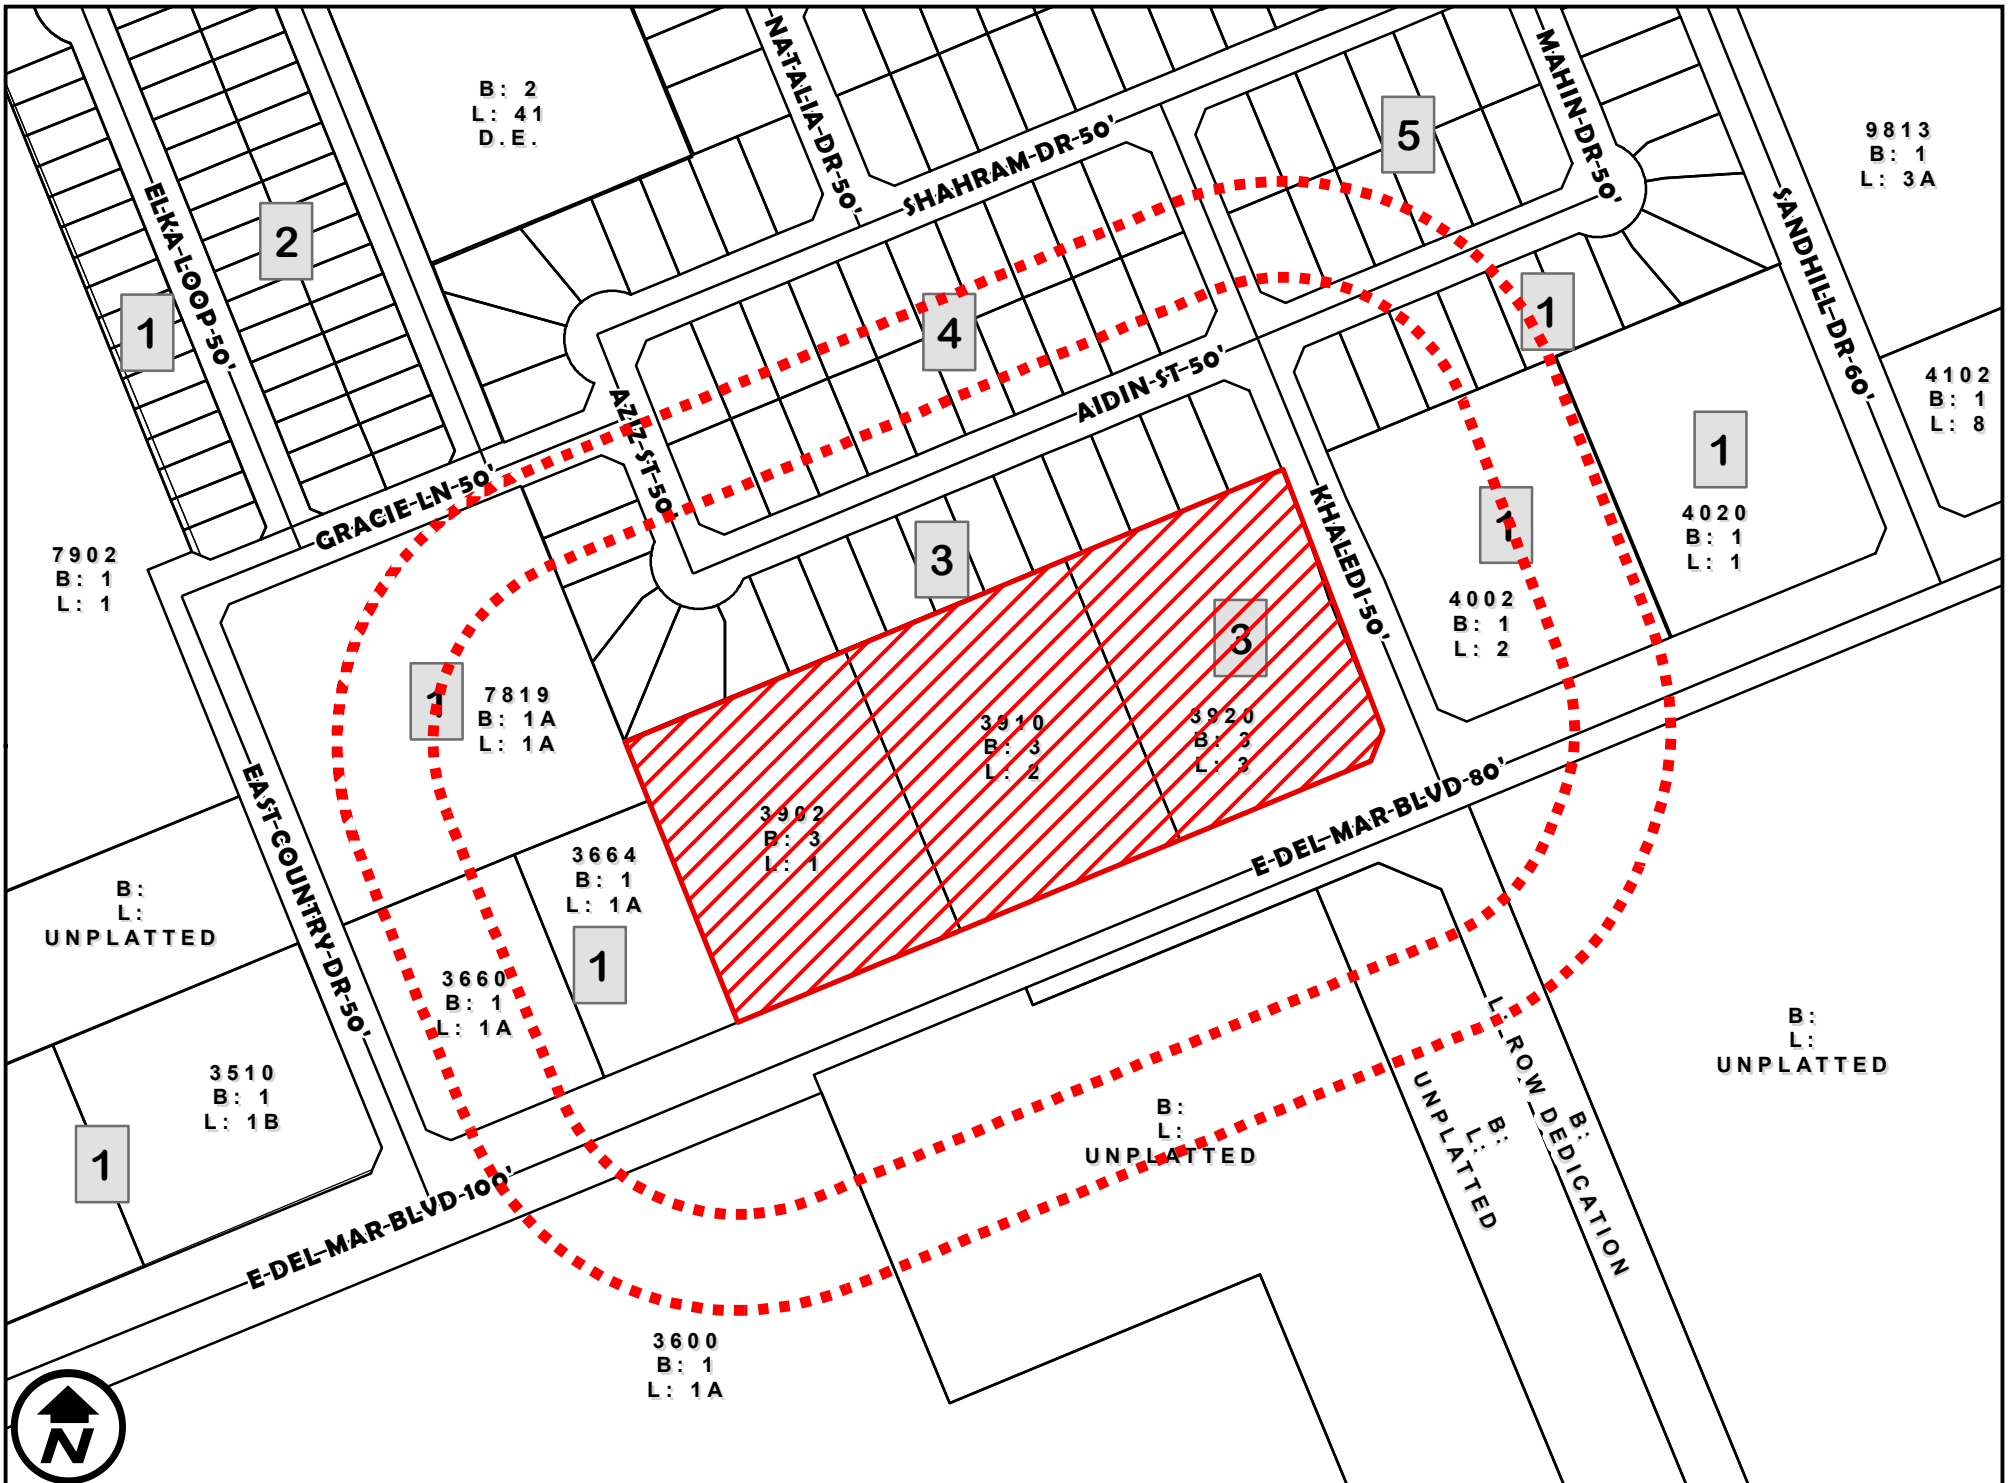 B: 2
L: 41
D.E.
NATALIA-DR-50'
SHAHRAM-DR-50'
5
MAHIN-DR-50'
9813
B: 1
L: 3A
SANDHILL-DR-60'
ELKA-LOOP-50'
2
1
4
1
4102
B: 1
L: 8
AZIZ-ST-50'
AIDIN-ST-50'
1
4020
B: 1
L: 1
GRACIE-LN-50'
7902
B: 1
L: 1
3
KHALEDI-50'
1
4002
B: 1
L: 2
3
1
7819
B: 1A
L: 1A
3910
B: 3
L: 2
3920
B: 3
L: 3
3902
B: 3
L: 1
EAST-COUNTRY-DR-50'
3664
B: 1
L: 1A
1
E-DEL-MAR-BLVD-80'
B:
L:
UNPLATTED
3660
B: 1
L: 1A
3510
B: 1
L: 1B
1
E-DEL-MAR-BLVD-100'
B:
L:
UNPLATTED
B:
L:
UNPLATTED
B:
L: ROW DEDICATION
B:
L:
UNPLATTED
3600
B: 1
L: 1A
N